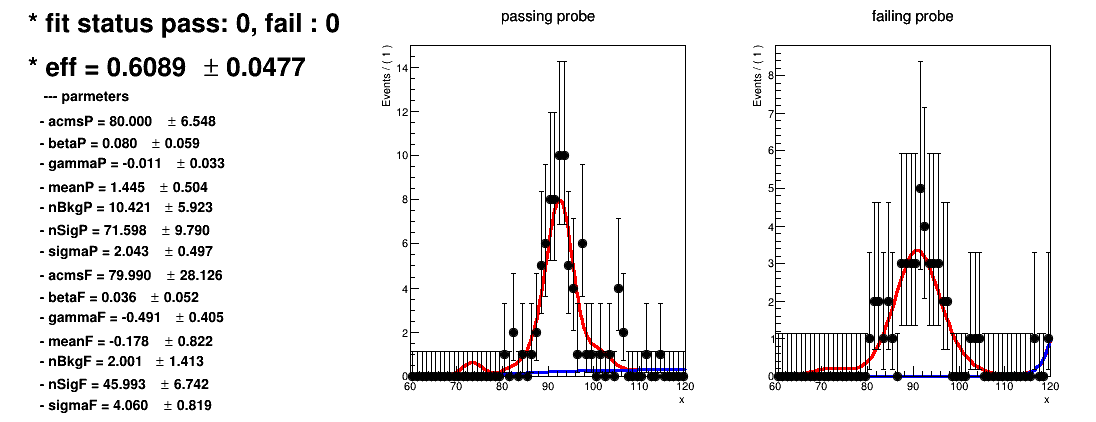 * fit status pass: 0, fail : 0
* eff = 0.6089 ± 0.0477
--- parmeters
- acmsP = 80.000 ± 6.548
- betaP = 0.080 ± 0.059
- gammaP = -0.011 ± 0.033
- meanP = 1.445 ± 0.504
- nBkgP = 10.421 ± 5.923
- nSigP = 71.598 ± 9.790
- sigmaP = 2.043 ± 0.497
- acmsF = 79.990 ± 28.126
- betaF = 0.036 ± 0.052
- gammaF = -0.491 ± 0.405
- meanF = -0.178 ± 0.822
- nBkgF = 2.001 ± 1.413
- nSigF = 45.993 ± 6.742
- sigmaF = 4.060 ± 0.819
passing probe
Events / ( 1 )
14
12
10
8
6
4
2
0
60 70 80 90 100 110 120
x
failing probe
Events / ( 1 )
8
7
6
5
4
3
2
1
0
60 70 80 90 100 110 120
x